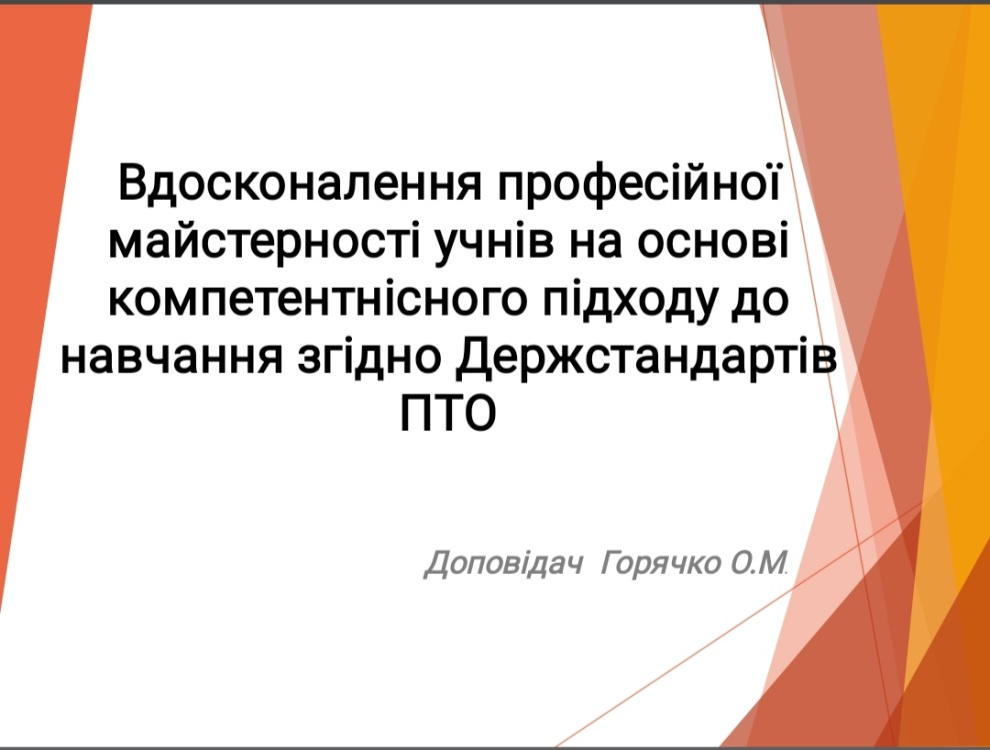 Вдосконалення професійної
майстерності учнів на основі
компетентнісного підходу до
навчання згідно Держстандартів
ПТО
Доповідач Горячко О.М.